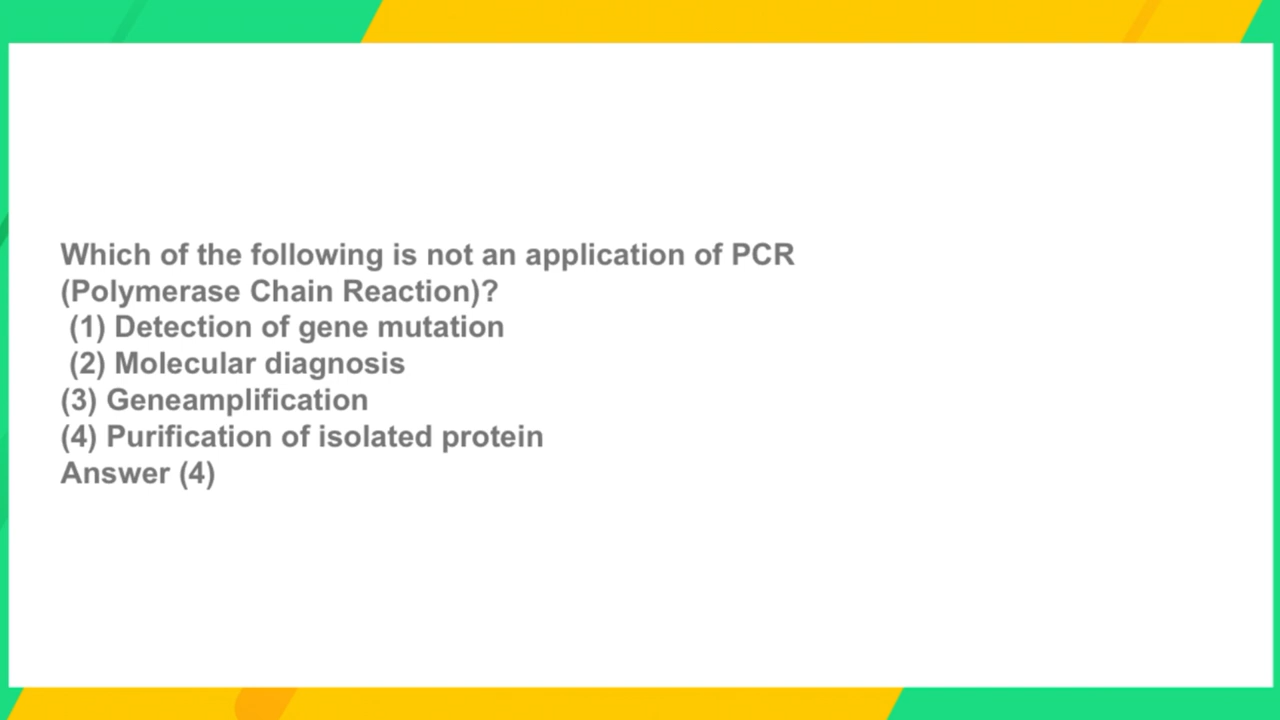 Which of the following is not an application of PCR
(Polymerase Chain Reaction)?
(1) Detection of gene mutation
(2) Molecular diagnosis
(3) Geneamplification
(4) Purification of isolated protein
Answer (4)